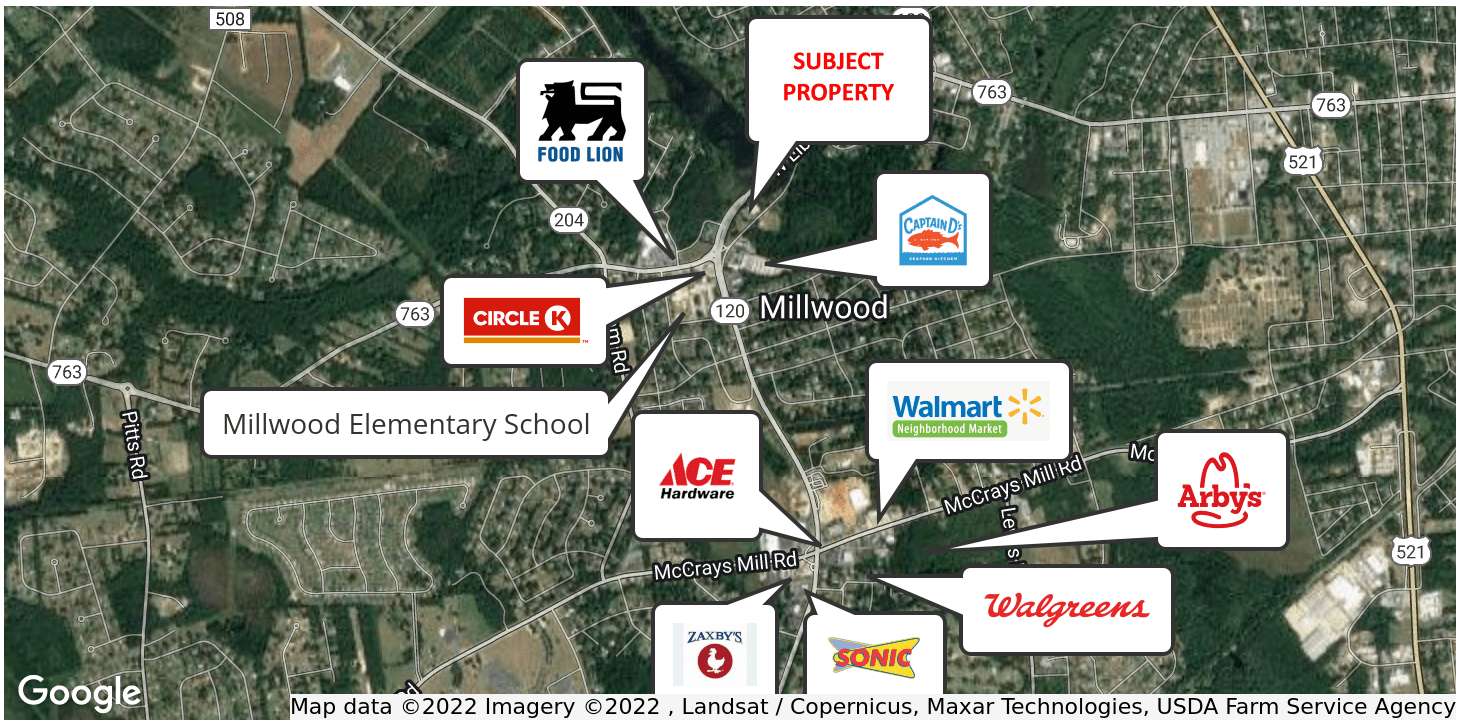 508
SUBJECT
PROPERTY
763
763
FOOD LION
521
204
CAPTAIN D's
SEAFOOD KITCHEN
763
CIRCLE K
TM
120
Millwood
763
Millwood Elementary School
Pitts Rd
Walmart
Neighborhood Market
ACE
Hardware
McCrays Mill Rd
Arby's
521
McCrays Mill Rd
Walgreens
ZAXBY'S
SONIC
Google
Map data ©2022 Imagery ©2022 , Landsat / Copernicus, Maxar Technologies, USDA Farm Service Agency